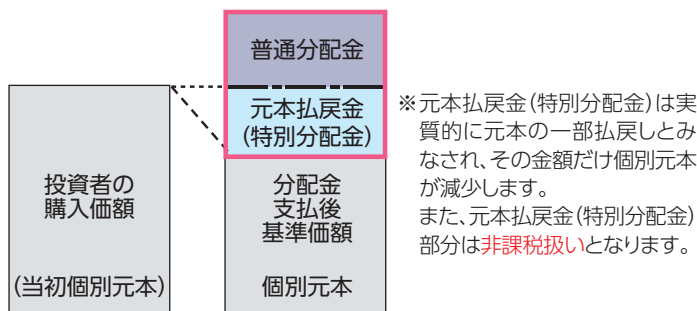 投資者の
購入価額
(当初個別元本)
普通分配金
元本払戻金
(特別分配金)
分配金
支払後
基準価額
個別元本
※元本払戻金(特別分配金)は実
質的に元本の一部払戻しとみ
なされ、その金額だけ個別元本
が減少します。
また、元本払戻金(特別分配金)
部分は非課税扱いとなります。